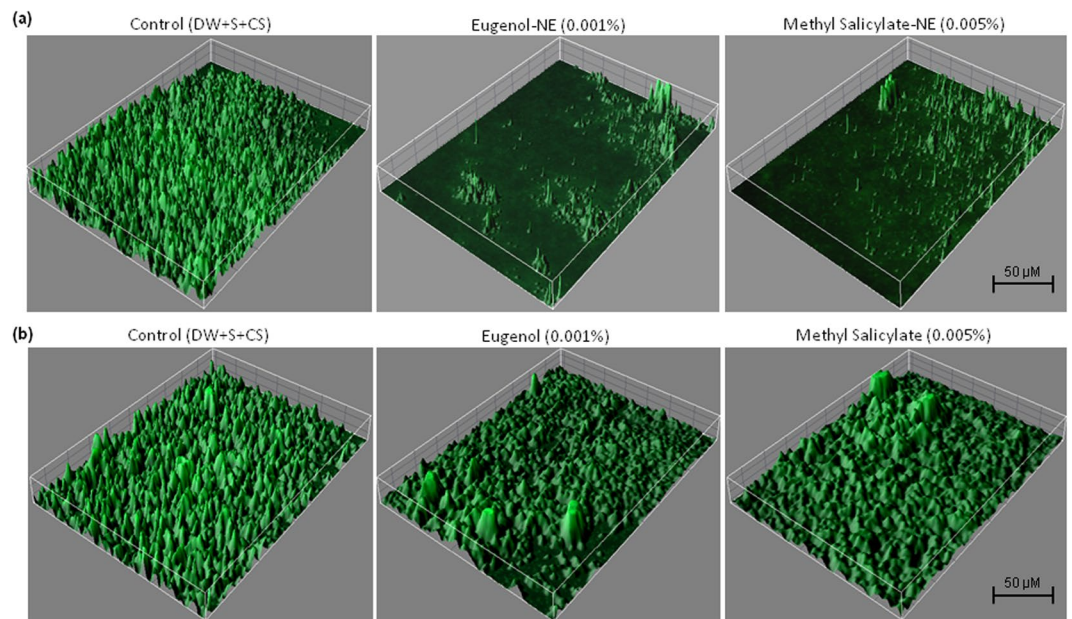 (a)
Control (DW+S+CS)
Eugenol-NE (0.001%)
Methyl Salicylate-NE (0.005%)
50 µM
(b)
Control (DW+S+CS)
Eugenol (0.001%)
Methyl Salicylate (0.005%)
50 µM